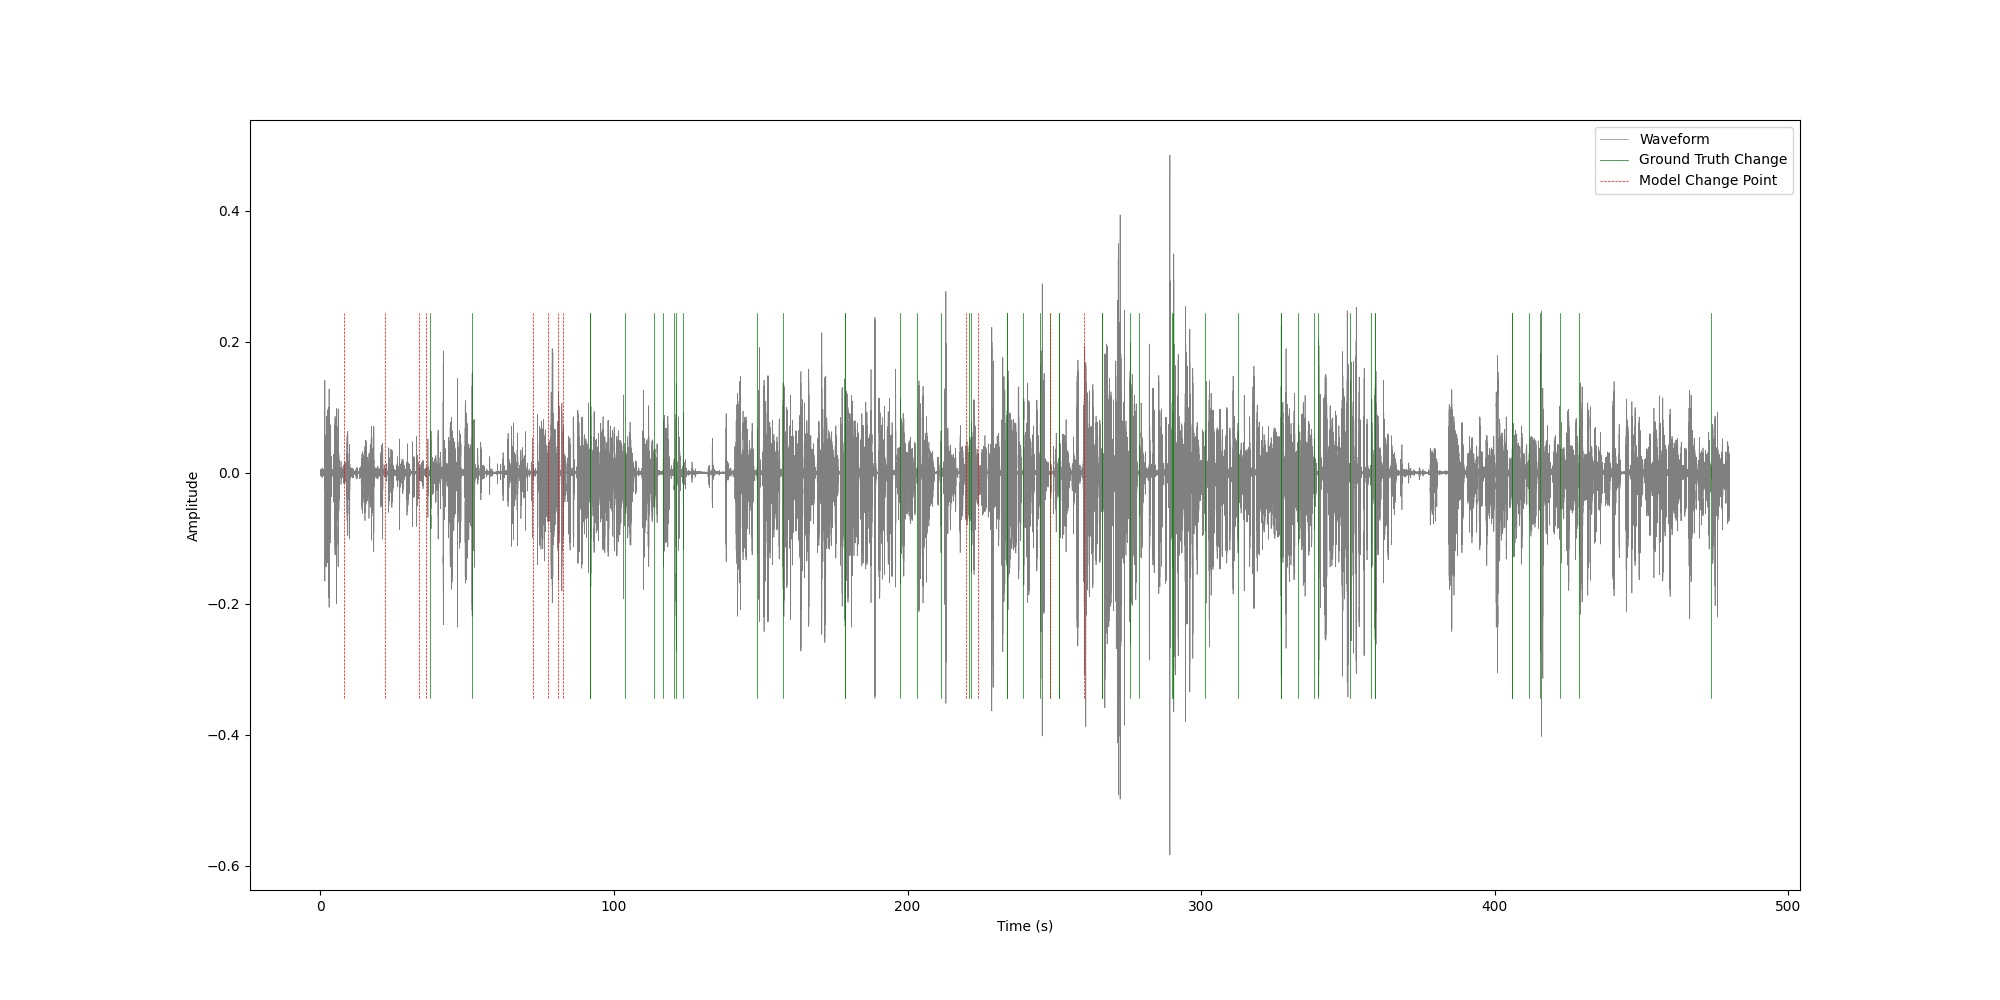 Waveform
Ground Truth Change
Model Change Point
0.4
0.2
0.0
−0.2
−0.4
−0.6
Amplitude
0 100 200 300 400 500
Time (s)